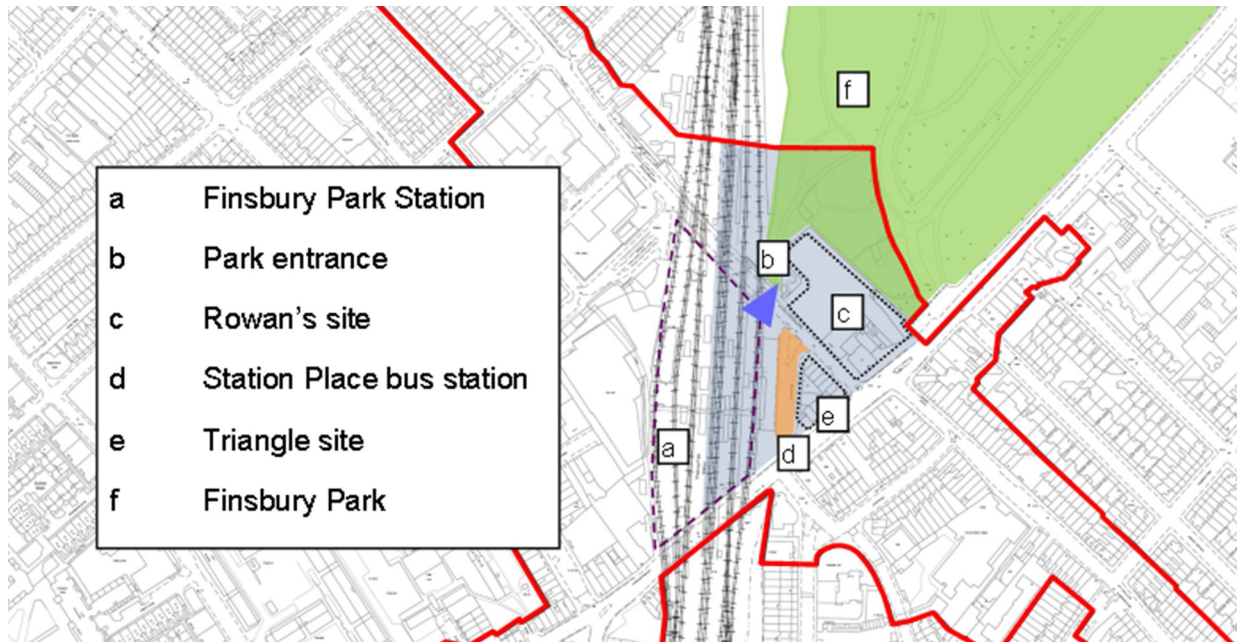 a Finsbury Park Station
b Park entrance
c Rowan's site
d Station Place bus station
e Triangle site
f Finsbury Park
f
b
c
e
a
d